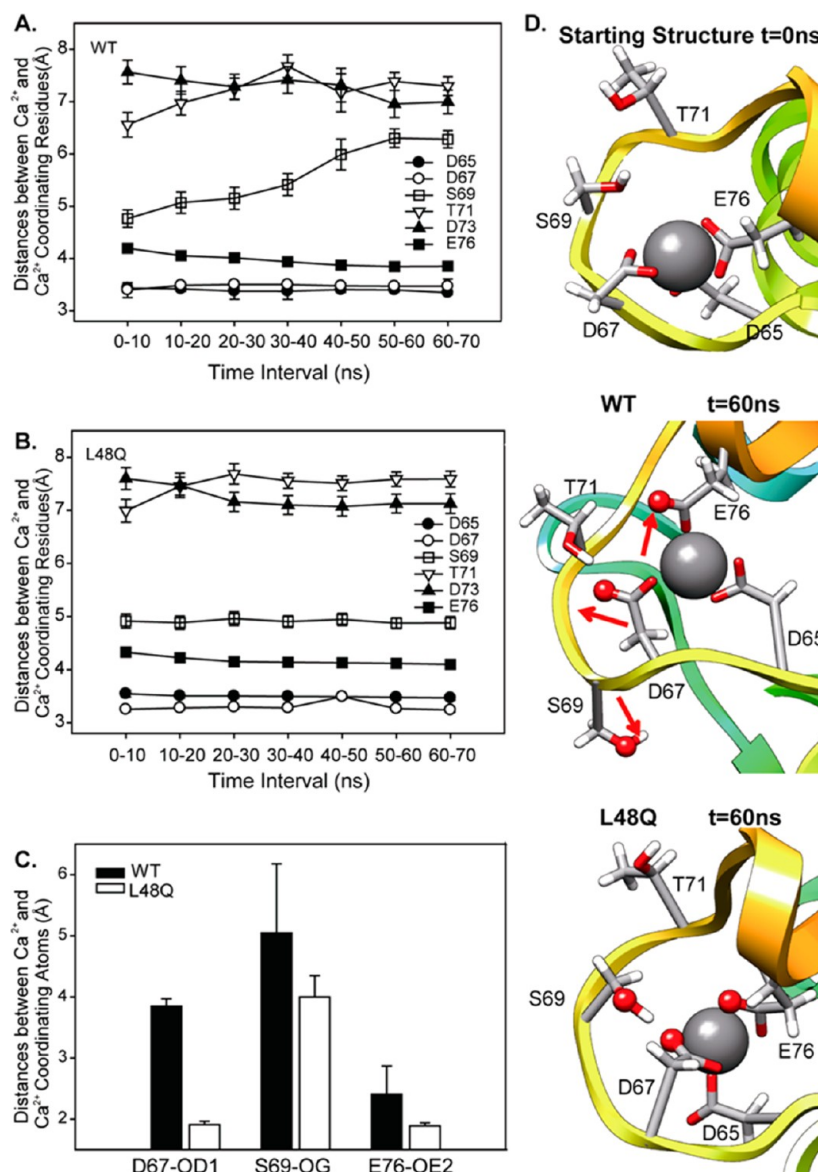 A.
WT
Distances between Ca²⁺ and
Ca²⁺ Coordinating Residues(Å)
8
7
6
5
4
3
D65
D67
S69
T71
D73
E76
0-10 10-20 20-30 30-40 40-50 50-60 60-70
Time Interval (ns)
B.
L48Q
Distances between Ca²⁺ and
Ca²⁺ Coordinating Residues(Å)
8
7
6
5
4
3
D65
D67
S69
T71
D73
E76
0-10 10-20 20-30 30-40 40-50 50-60 60-70
Time Interval (ns)
C.
WT
L48Q
Distances between Ca²⁺ and
Ca²⁺ Coordinating Atoms(Å)
6
5
4
3
2
D67-OD1 S69-OG E76-OE2
D.
Starting Structure t=0ns
T71
S69
E76
D67
D65
WT t=60ns
T71
E76
D65
S69
D67
L48Q t=60ns
T71
S69
E76
D67
D65